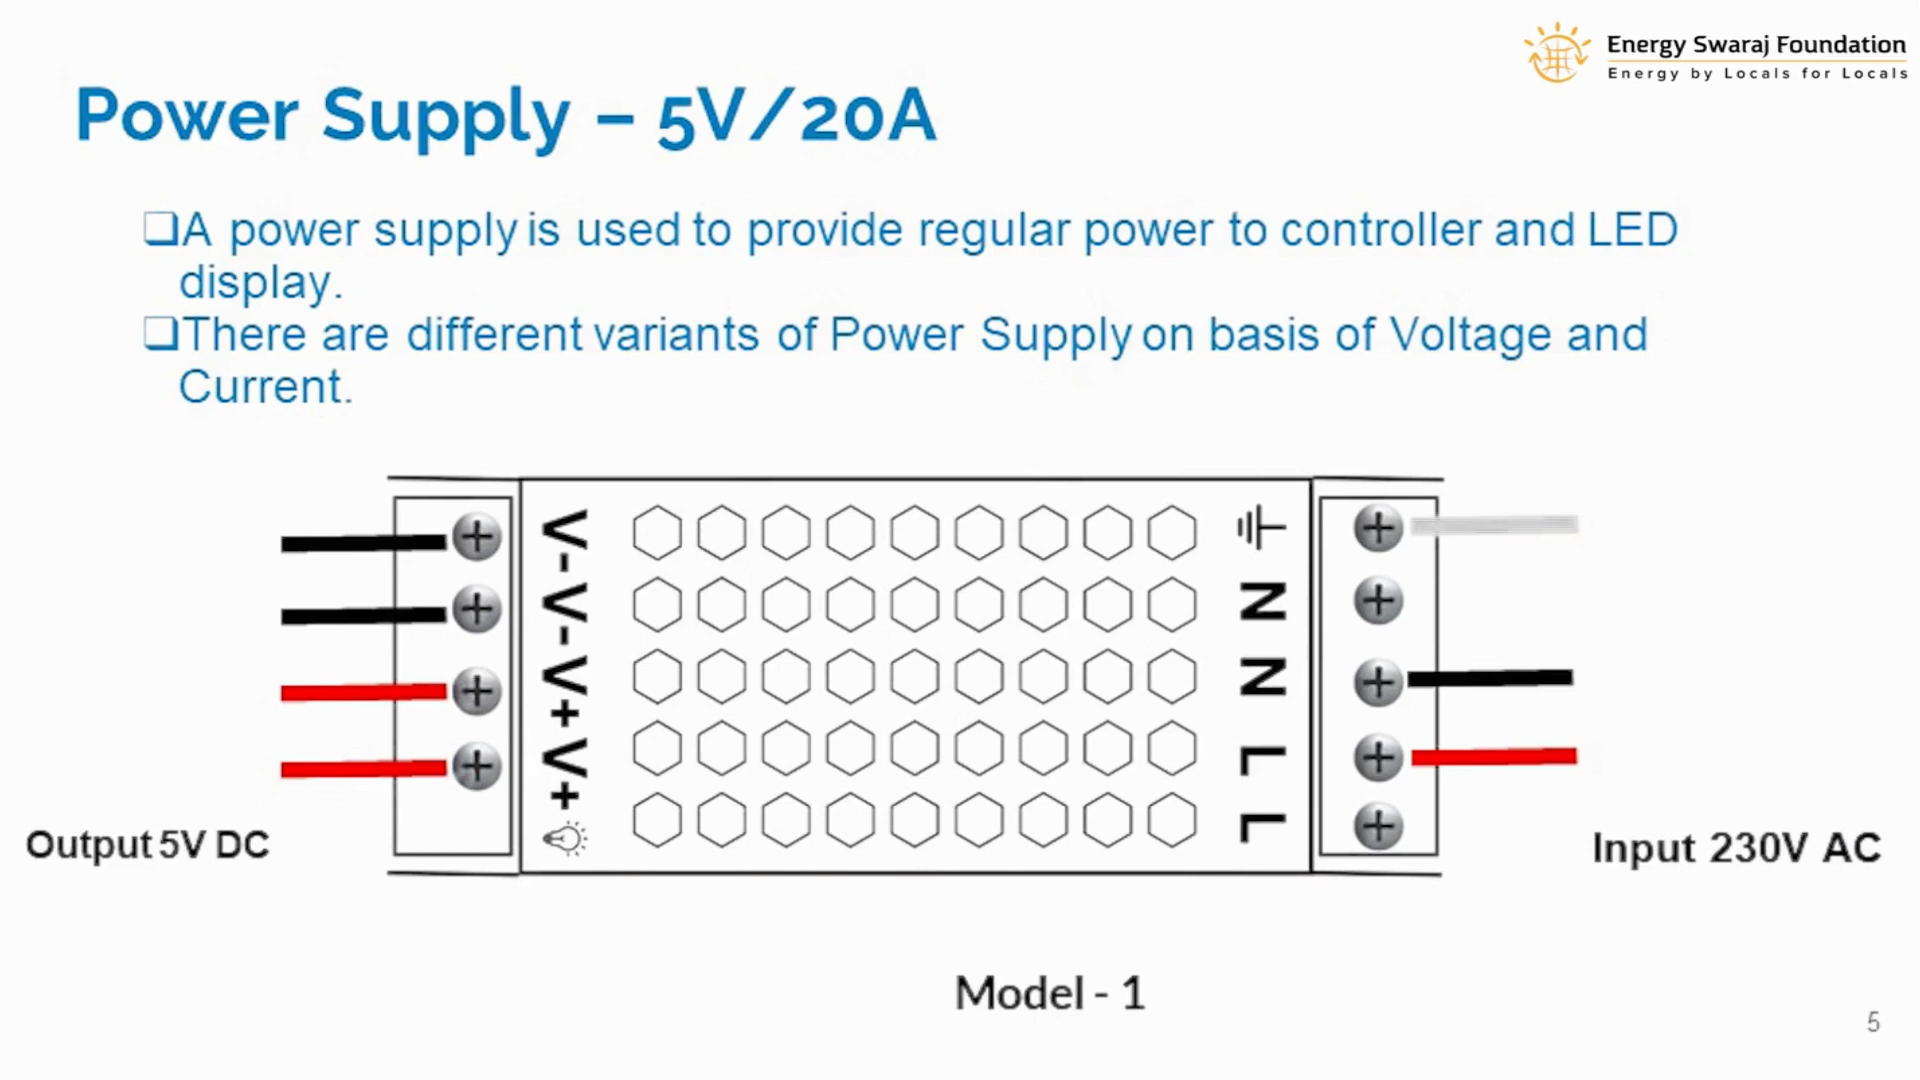 Energy Swaraj Foundation
Energy by Locals for Locals
Power Supply – 5V/20A
❑A power supply is used to provide regular power to controller and LED
display.
❑There are different variants of Power Supply on basis of Voltage and
Current.
V-
V-
V+
V+
N
N
L
L
Output 5V DC
Input 230V AC
Model - 1
5